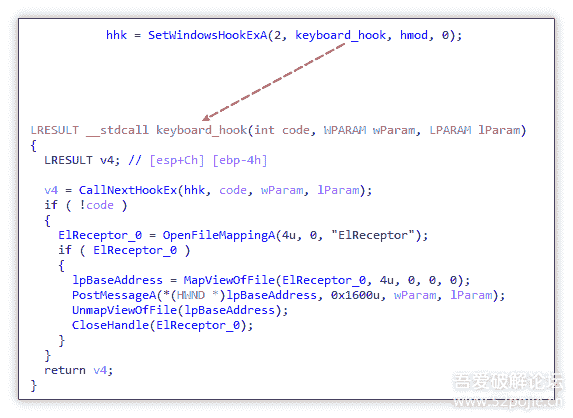 hhk = SetWindowsHookExA(2, keyboard_hook, hmod, 0);
LRESULT __stdcall keyboard_hook(int code, WPARAM wParam, LPARAM lParam)
{
LRESULT v4; // [esp+Ch] [ebp-4h]
v4 = CallNextHookEx(hhk, code, wParam, lParam);
if ( !code )
{
ElReceptor_0 = OpenFileMappingA(4u, 0, "ElReceptor");
if ( ElReceptor_0 )
{
lpBaseAddress = MapViewOfFile(ElReceptor_0, 4u, 0, 0, 0);
PostMessageA(*(HWND *)lpBaseAddress, 0x1600u, wParam, lParam);
UnmapViewOfFile(lpBaseAddress);
CloseHandle(ElReceptor_0);
}
}
return v4;
}
吾爱破解论坛
www.52pojie.cn